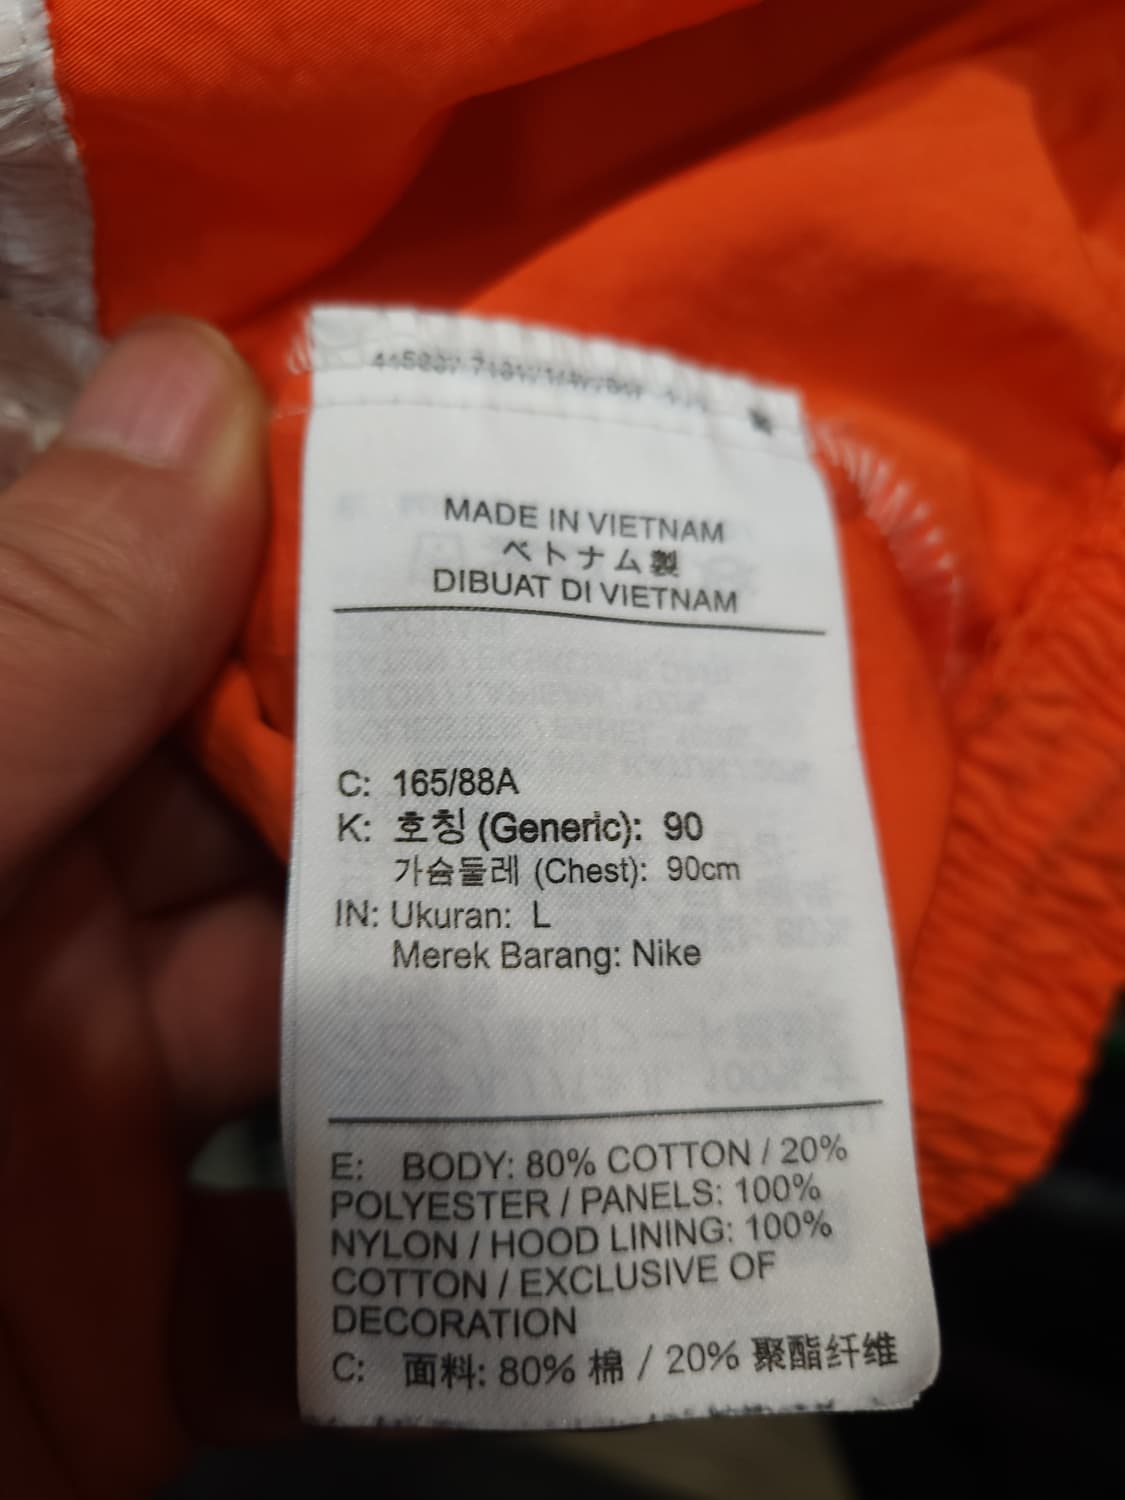 MADE IN VIETNAM
ベトナム製
DIBUAT DI VIETNAM
C: 165/88A
K: 호칭 (Generic): 90
가슴둘레 (Chest): 90cm
IN: Ukuran: L
Merek Barang: Nike
E: BODY: 80% COTTON / 20%
POLYESTER / PANELS: 100%
NYLON / HOOD LINING: 100%
COTTON / EXCLUSIVE OF
DECORATION
C: 面料: 80% 棉 / 20% 聚酯纤维